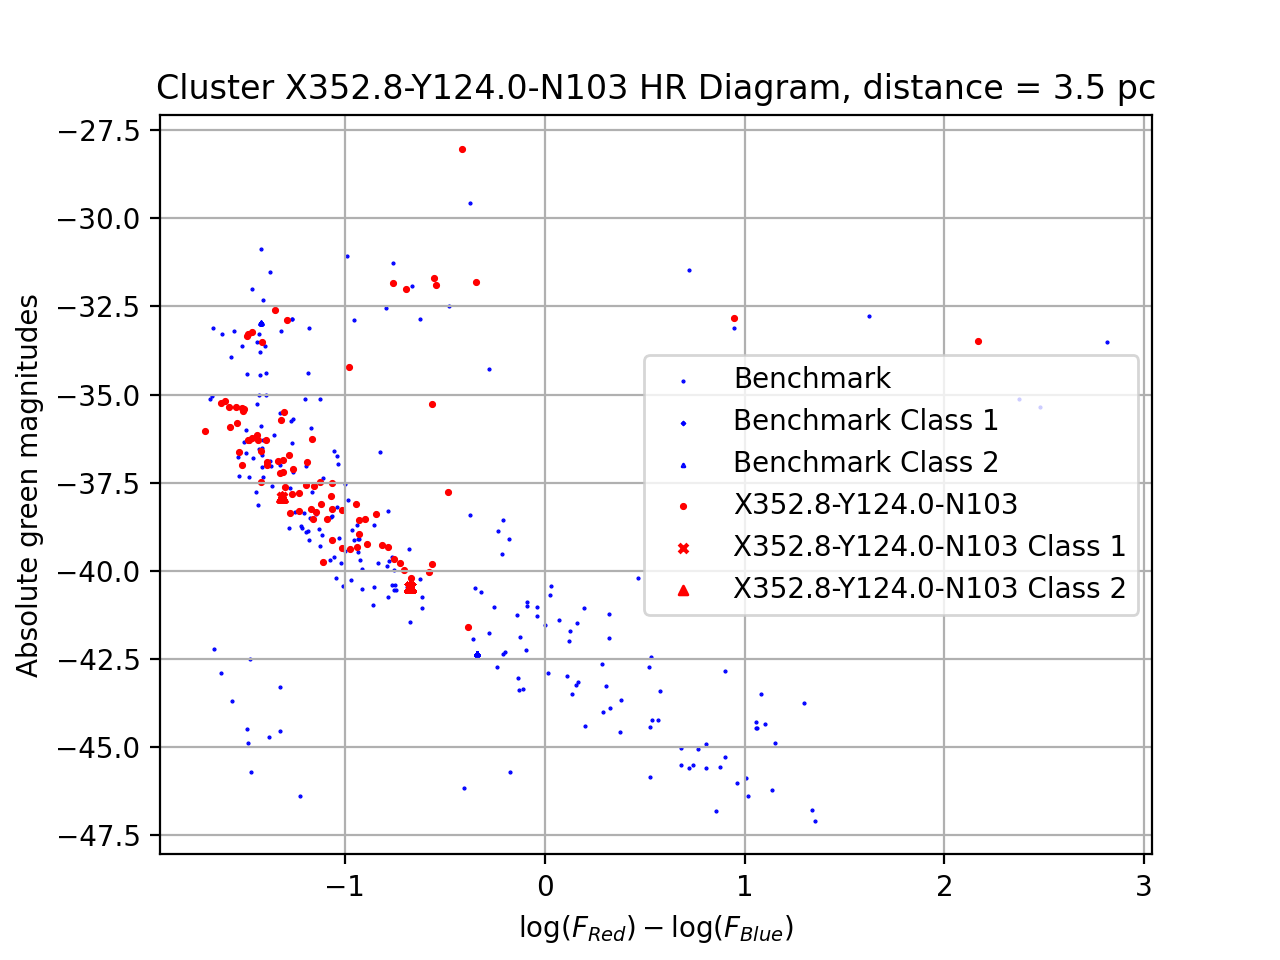 Cluster X352.8-Y124.0-N103 HR Diagram, distance = 3.5 pc
Absolute green magnitudes
−27.5
−30.0
−32.5
−35.0
−37.5
−40.0
−42.5
−45.0
−47.5
Benchmark
Benchmark Class 1
Benchmark Class 2
X352.8-Y124.0-N103
X352.8-Y124.0-N103 Class 1
X352.8-Y124.0-N103 Class 2
−1 0 1 2 3
log(F_Red) − log(F_Blue)